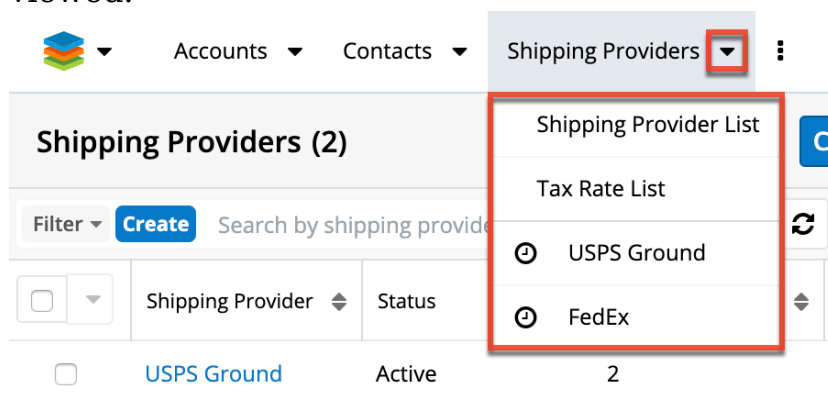 Accounts Contacts Shipping Providers
Shipping Providers (2)
Shipping Provider List
Tax Rate List
Filter Create Search by shipping provide
USPS Ground
Shipping Provider Status
FedEx
USPS Ground Active 2